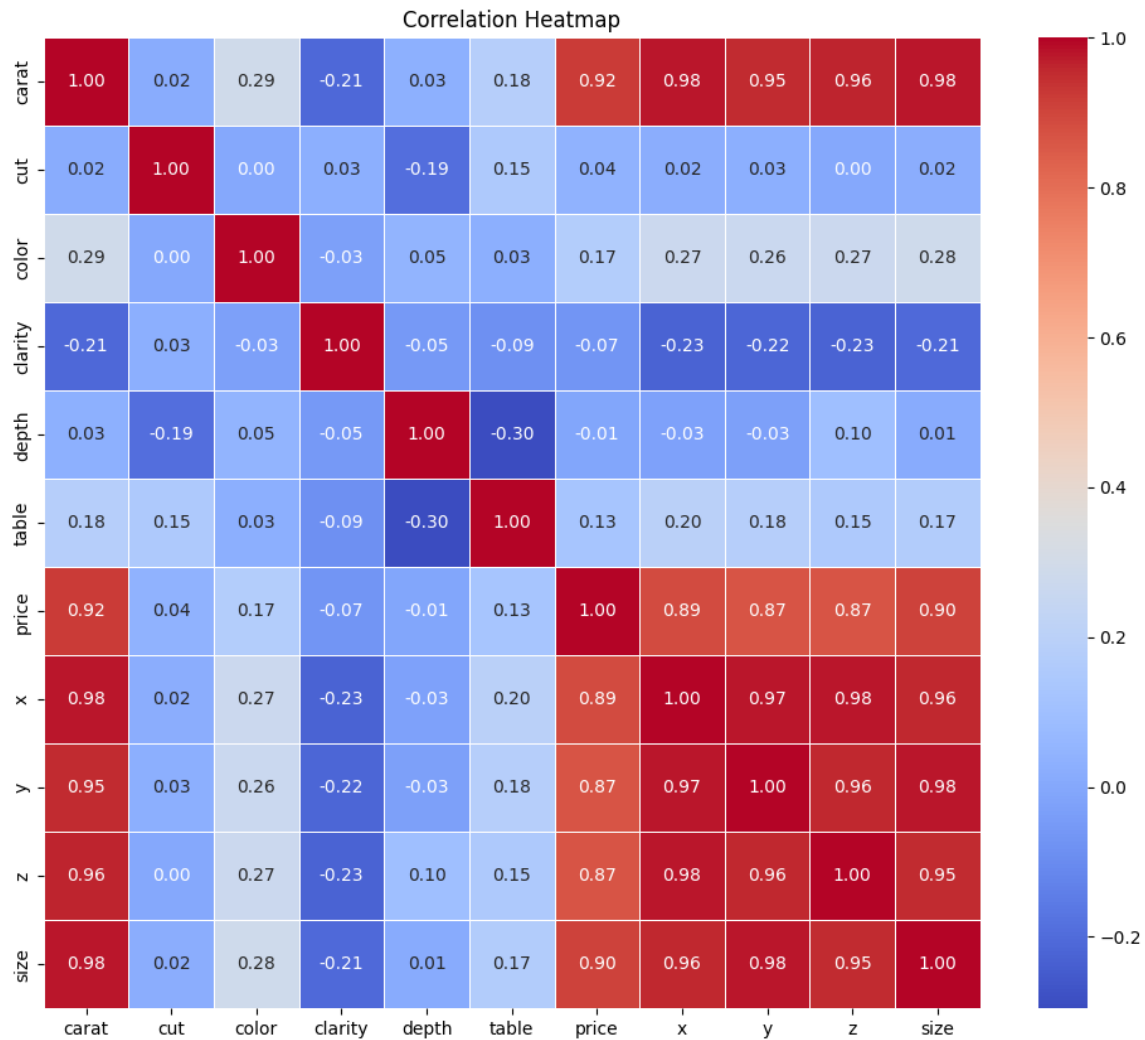 Correlation Heatmap
carat 1.00 0.02 0.29 -0.21 0.03 0.18 0.92 0.98 0.95 0.96 0.98
cut 0.02 1.00 0.00 0.03 -0.19 0.15 0.04 0.02 0.03 0.00 0.02
color 0.29 0.00 1.00 -0.03 0.05 0.03 0.17 0.27 0.26 0.27 0.28
clarity -0.21 0.03 -0.03 1.00 -0.05 -0.09 -0.07 -0.23 -0.22 -0.23 -0.21
depth 0.03 -0.19 0.05 -0.05 1.00 -0.30 -0.01 -0.03 -0.03 0.10 0.01
table 0.18 0.15 0.03 -0.09 -0.30 1.00 0.13 0.20 0.18 0.15 0.17
price 0.92 0.04 0.17 -0.07 -0.01 0.13 1.00 0.89 0.87 0.87 0.90
x 0.98 0.02 0.27 -0.23 -0.03 0.20 0.89 1.00 0.97 0.98 0.96
y 0.95 0.03 0.26 -0.22 -0.03 0.18 0.87 0.97 1.00 0.96 0.98
z 0.96 0.00 0.27 -0.23 0.10 0.15 0.87 0.98 0.96 1.00 0.95
size 0.98 0.02 0.28 -0.21 0.01 0.17 0.90 0.96 0.98 0.95 1.00
carat cut color clarity depth table price x y z size
1.0
0.8
0.6
0.4
0.2
0.0
−0.2